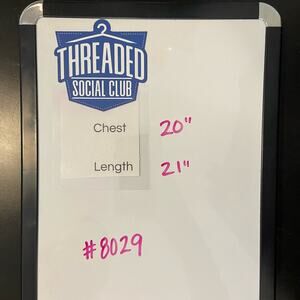 THREADED
SOCIAL CLUB
Chest 20"
Length 21"
#8029